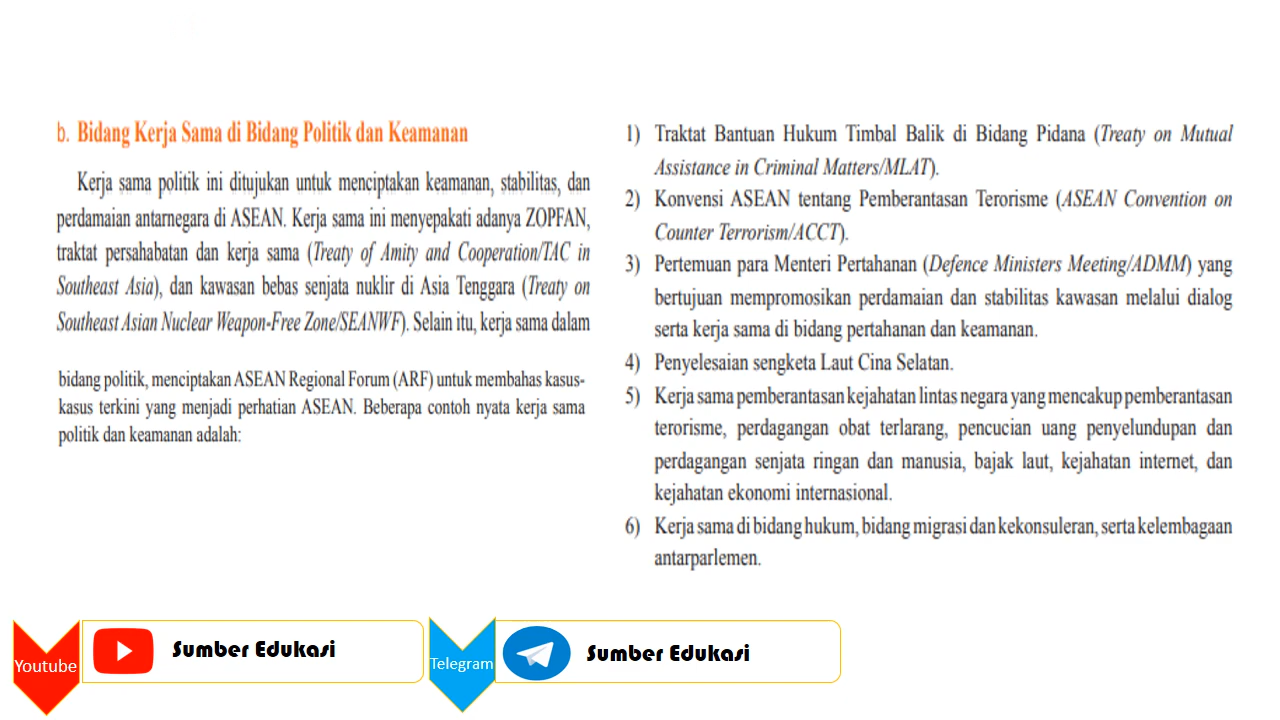 b. Bidang Kerja Sama di Bidang Politik dan Keamanan
Kerja sama politik ini ditujukan untuk menciptakan keamanan, stabilitas, dan
perdamaian antarnegara di ASEAN. Kerja sama ini menyepakati adanya ZOPFAN,
traktat persahabatan dan kerja sama (Treaty of Amity and Cooperation/TAC in
Southeast Asia), dan kawasan bebas senjata nuklir di Asia Tenggara (Treaty on
Southeast Asian Nuclear Weapon-Free Zone/SEANWF). Selain itu, kerja sama dalam
bidang politik, menciptakan ASEAN Regional Forum (ARF) untuk membahas kasus-
kasus terkini yang menjadi perhatian ASEAN. Beberapa contoh nyata kerja sama
politik dan keamanan adalah:
1) Traktat Bantuan Hukum Timbal Balik di Bidang Pidana (Treaty on Mutual
Assistance in Criminal Matters/MLAT).
2) Konvensi ASEAN tentang Pemberantasan Terorisme (ASEAN Convention on
Counter Terrorism/ACCT).
3) Pertemuan para Menteri Pertahanan (Defence Ministers Meeting/ADMM) yang
bertujuan mempromosikan perdamaian dan stabilitas kawasan melalui dialog
serta kerja sama di bidang pertahanan dan keamanan.
4) Penyelesaian sengketa Laut Cina Selatan.
5) Kerja sama pemberantasan kejahatan lintas negara yang mencakup pemberantasan
terorisme, perdagangan obat terlarang, pencucian uang penyelundupan dan
perdagangan senjata ringan dan manusia, bajak laut, kejahatan internet, dan
kejahatan ekonomi internasional.
6) Kerja sama di bidang hukum, bidang migrasi dan kekonsuleran, serta kelembagaan
antarparlemen.
Youtube
Sumber Edukasi
Telegram
Sumber Edukasi